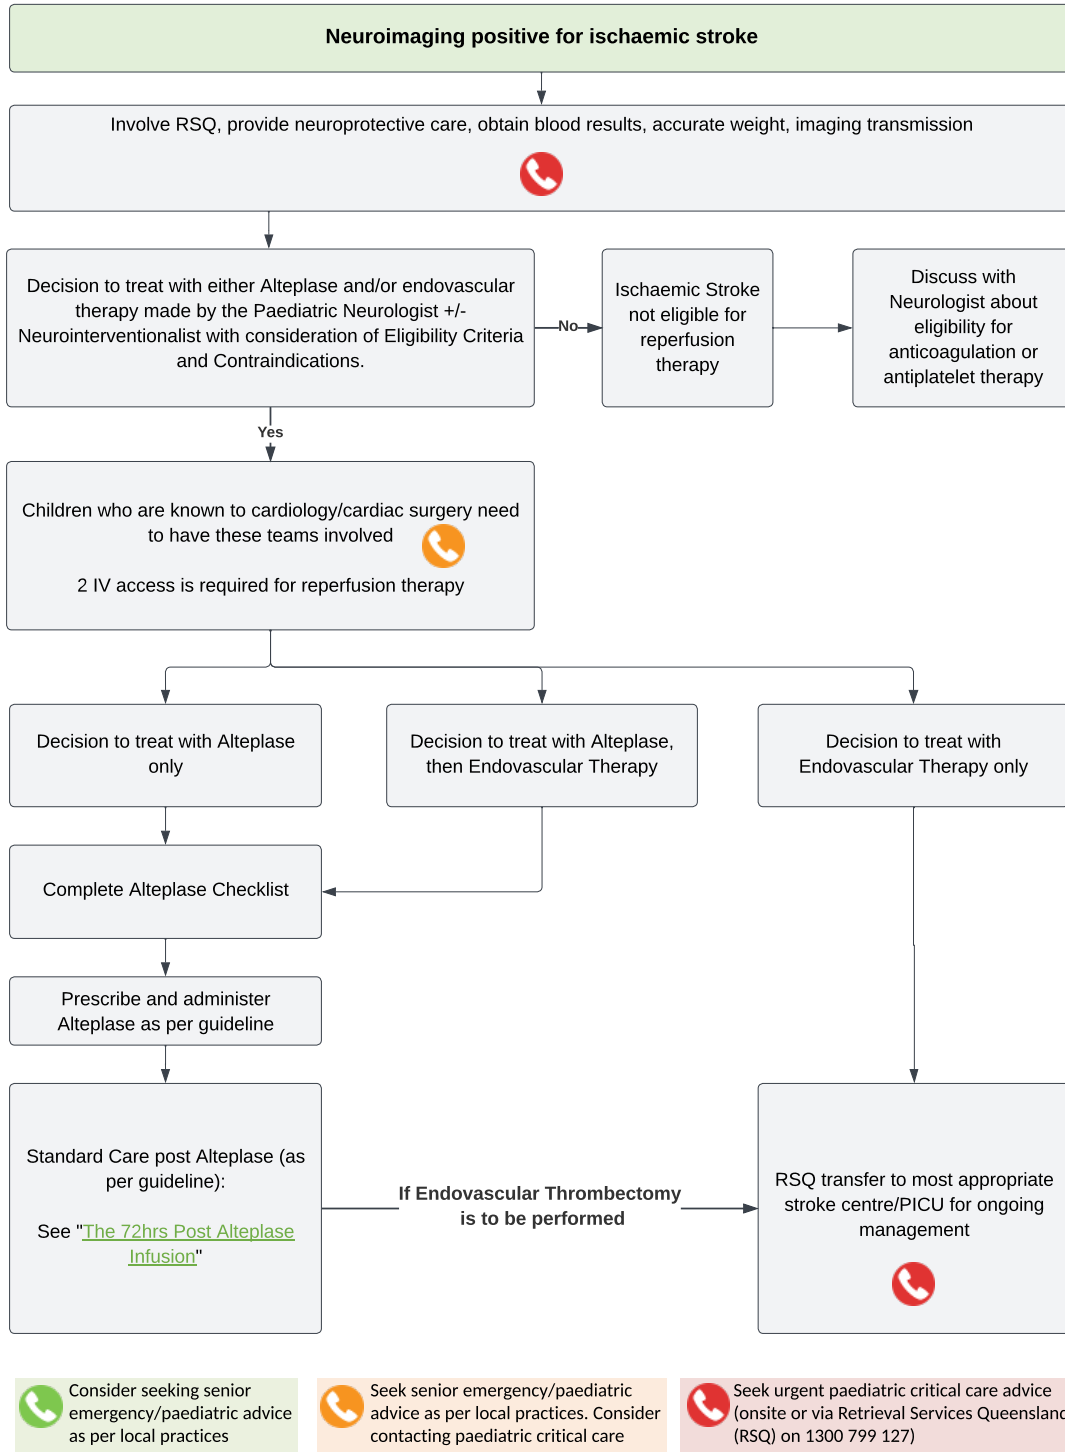 Neuroimaging positive for ischaemic stroke
Involve RSQ, provide neuroprotective care, obtain blood results, accurate weight, imaging transmission
Decision to treat with either Alteplase and/or endovascular
therapy made by the Paediatric Neurologist +/-
Neurointerventionalist with consideration of Eligibility Criteria
and Contraindications.
No
Ischaemic Stroke
not eligible for
reperfusion
therapy
Discuss with
Neurologist about
eligibility for
anticoagulation or
antiplatelet therapy
Yes
Children who are known to cardiology/cardiac surgery need
to have these teams involved
2 IV access is required for reperfusion therapy
Decision to treat with Alteplase
only
Decision to treat with Alteplase,
then Endovascular Therapy
Decision to treat with
Endovascular Therapy only
Complete Alteplase Checklist
Prescribe and administer
Alteplase as per guideline
Standard Care post Alteplase (as
per guideline):
See "The 72hrs Post Alteplase
Infusion"
If Endovascular Thrombectomy
is to be performed
RSQ transfer to most appropriate
stroke centre/PICU for ongoing
management
Consider seeking senior
emergency/paediatric advice
as per local practices
Seek senior emergency/paediatric
advice as per local practices. Consider
contacting paediatric critical care
Seek urgent paediatric critical care advice
(onsite or via Retrieval Services Queensland
(RSQ) on 1300 799 127)